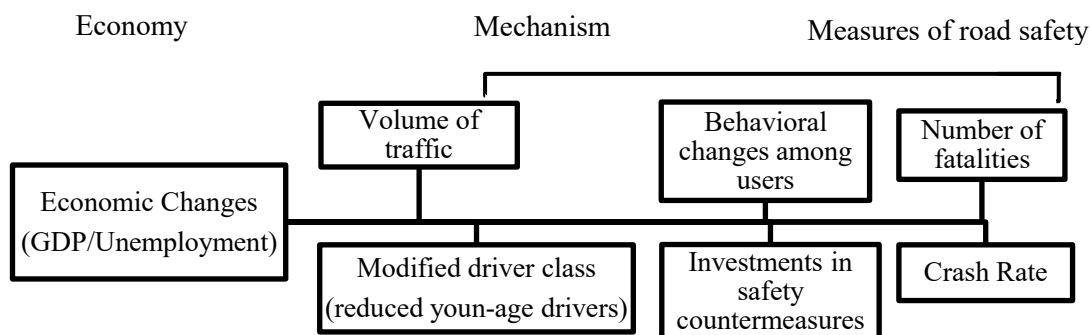 Economy
Mechanism
Measures of road safety
Volume of
traffic
Behavioral
changes among
users
Number of
fatalities
Economic Changes
(GDP/Unemployment)
Modified driver class
(reduced youn-age drivers)
Investments in
safety
countermeasures
Crash Rate